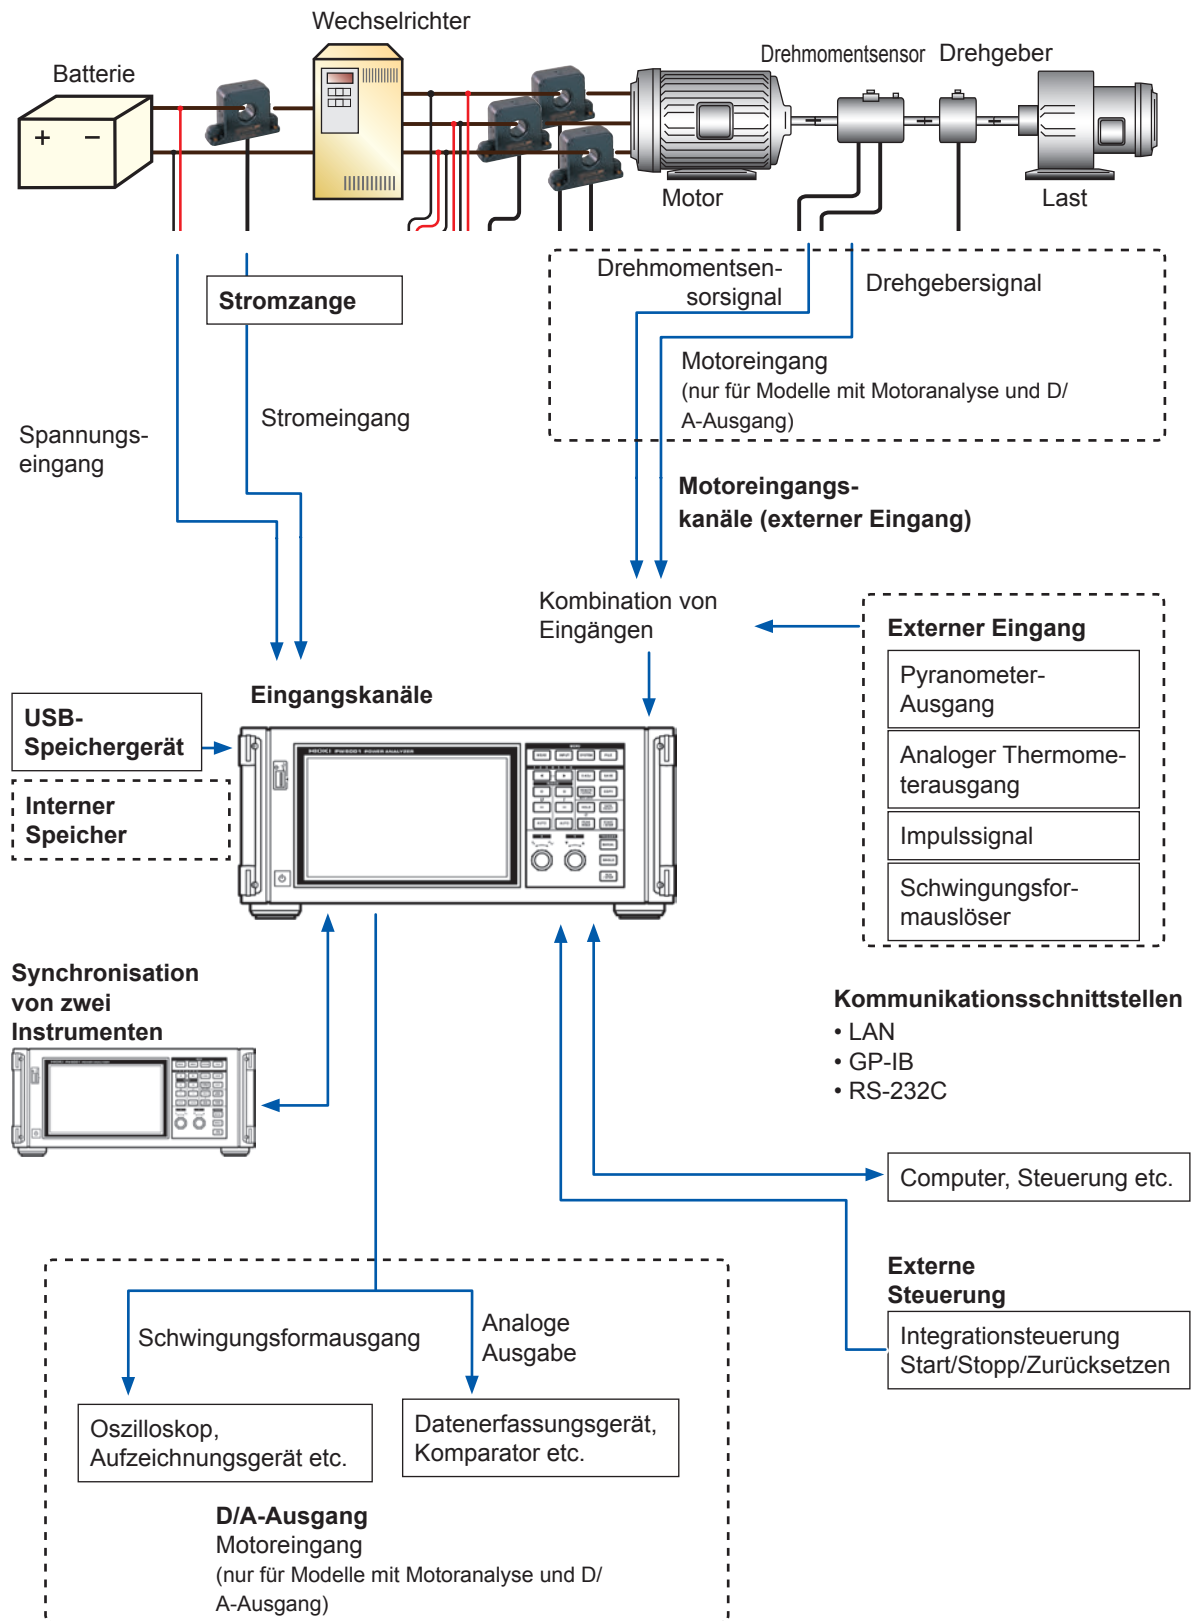 Wechselrichter
Batterie
Drehmomentsensor
Drehgeber
+ −
Motor
Last
Stromzange
Drehmomentsen-
sorsignal
Drehgebersignal
Motoreingang
(nur für Modelle mit Motoranalyse und D/
A-Ausgang)
Stromeingang
Spannungs-
eingang
Motoreingangs-
kanäle (externer Eingang)
Kombination von
Eingängen
Externer Eingang
Pyranometer-
Ausgang
Analoger Thermome-
terausgang
Impulssignal
Schwingungsfor-
mauslöser
Eingangskanäle
USB-
Speichergerät
Interner
Speicher
HIOKI PW6001 POWER ANALYZER
Synchronisation
von zwei
Instrumenten
Kommunikationsschnittstellen
• LAN
• GP-IB
• RS-232C
Computer, Steuerung etc.
Externe
Steuerung
Integrationsteuerung
Start/Stopp/Zurücksetzen
Schwingungsformausgang
Analoge
Ausgabe
Oszilloskop,
Aufzeichnungsgerät etc.
Datenerfassungsgerät,
Komparator etc.
D/A-Ausgang
Motoreingang
(nur für Modelle mit Motoranalyse und D/
A-Ausgang)